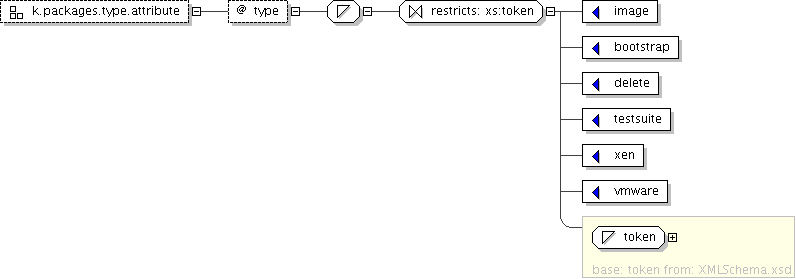 k.packages.type.attribute
@ type
restricts: xs:token
image
bootstrap
delete
testsuite
xen
vmware
token
base: token from: XMLSchema.xsd